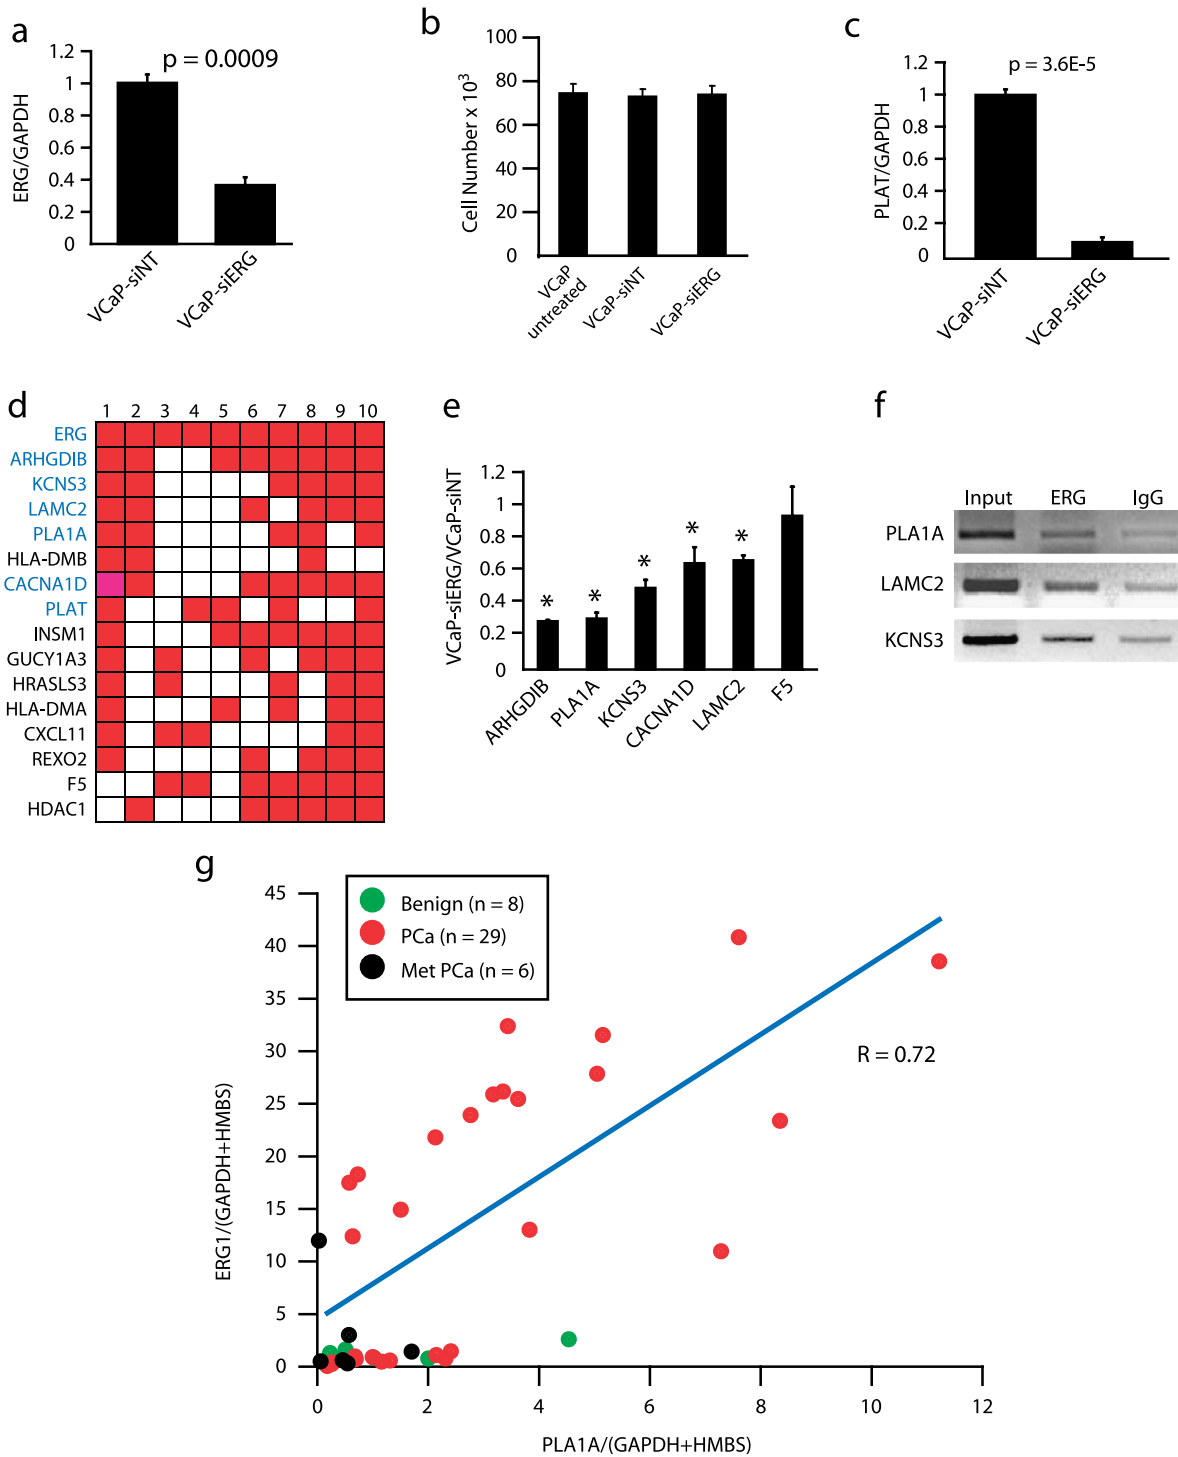 a
p = 0.0009
1.2
1
0.8
0.6
0.4
0.2
0
ERG/GAPDH
VCaP-siNT
VCaP-siERG
b
100
80
60
40
20
0
Cell Number x 10³
VCaP
untreated
VCaP-siNT
VCaP-siERG
c
p = 3.6E-5
1.2
1
0.8
0.6
0.4
0.2
0
PLAT/GAPDH
VCaP-siNT
VCaP-siERG
d
1 2 3 4 5 6 7 8 9 10
ERG
ARHGDIB
KCNS3
LAMC2
PLA1A
HLA-DMB
CACNA1D
PLAT
INSM1
GUCY1A3
HRASLS3
HLA-DMA
CXCL11
REXO2
F5
HDAC1
e
1.2
1
0.8
0.6
0.4
0.2
0
VCaP-siERG/VCaP-siNT
* * * * *
ARHGDIB
PLA1A
KCNS3
CACNA1D
LAMC2
F5
f
Input ERG IgG
PLA1A
LAMC2
KCNS3
g
Benign (n = 8)
PCa (n = 29)
Met PCa (n = 6)
45
40
35
30
25
20
15
10
5
0
ERG1/(GAPDH+HMBS)
R = 0.72
0 2 4 6 8 10 12
PLA1A/(GAPDH+HMBS)